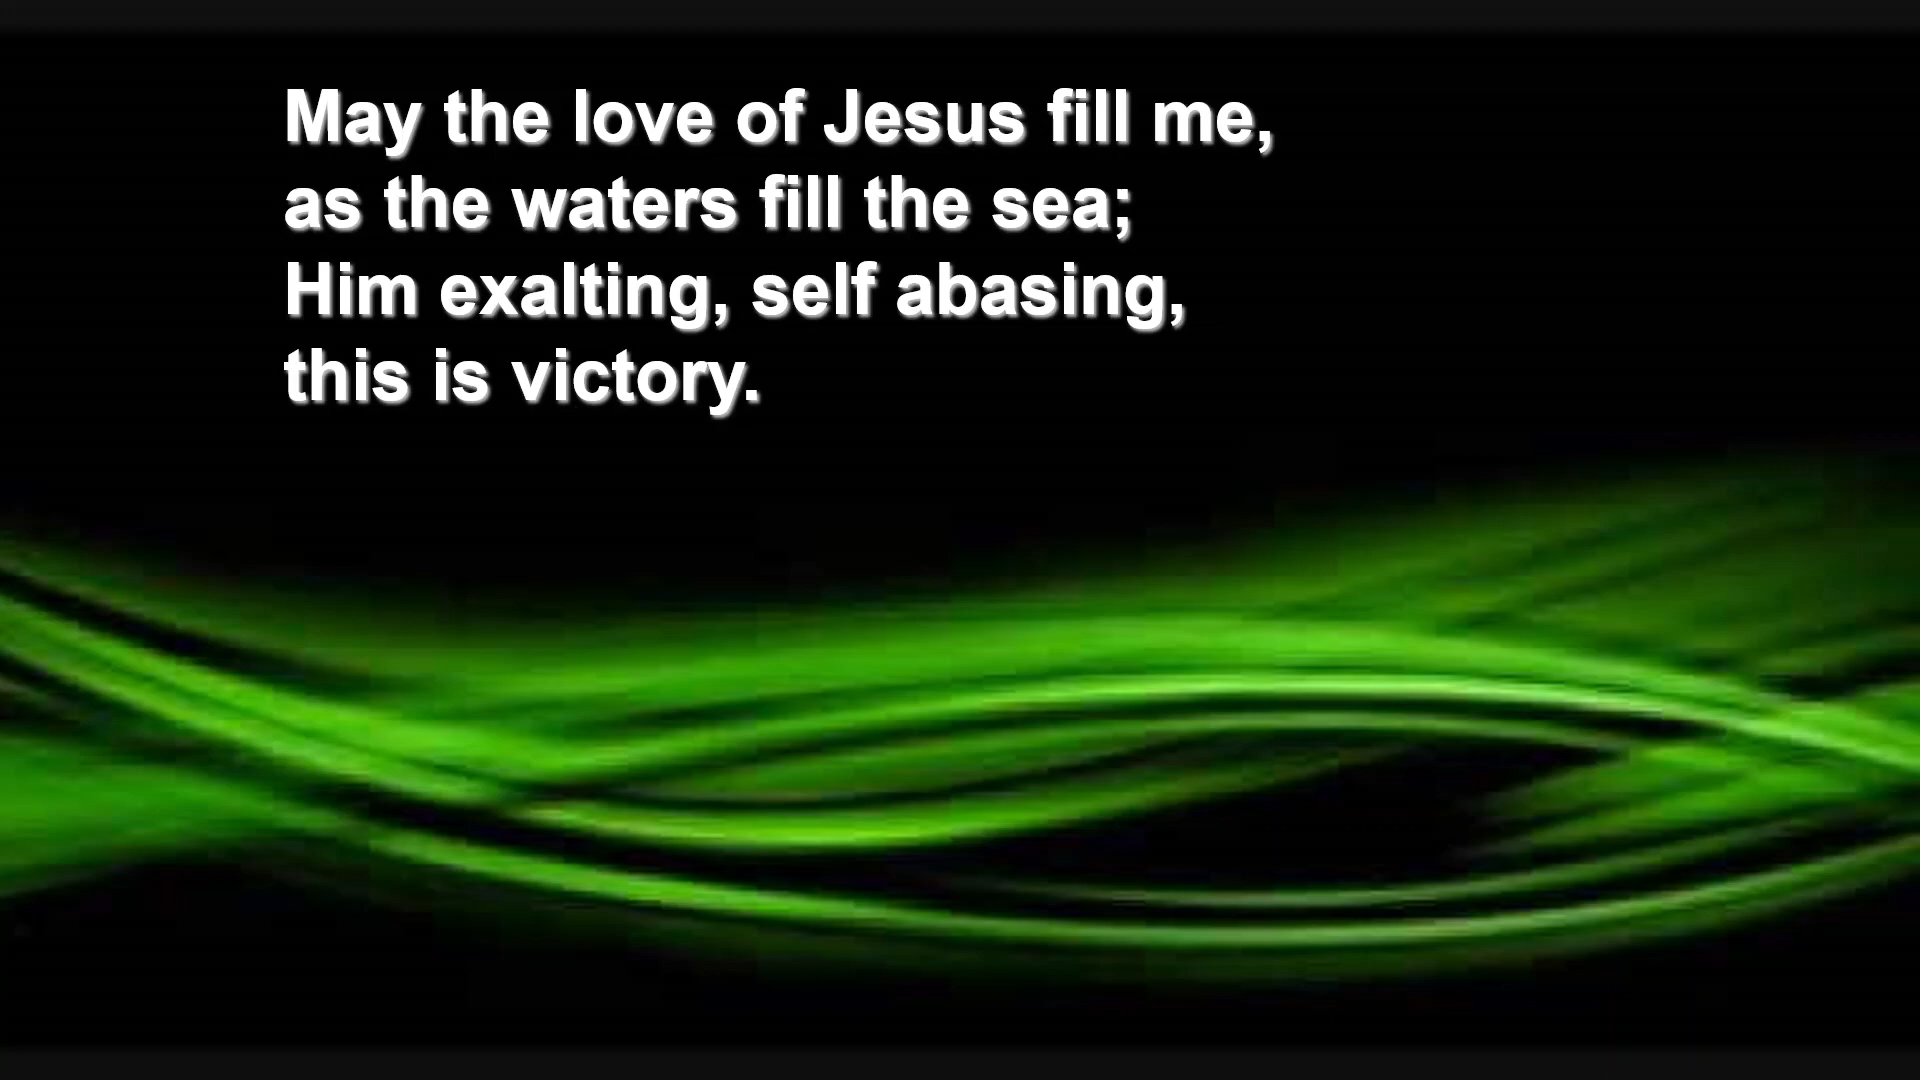 May the love of Jesus fill me,
as the waters fill the sea;
Him exalting, self abasing,
this is victory.